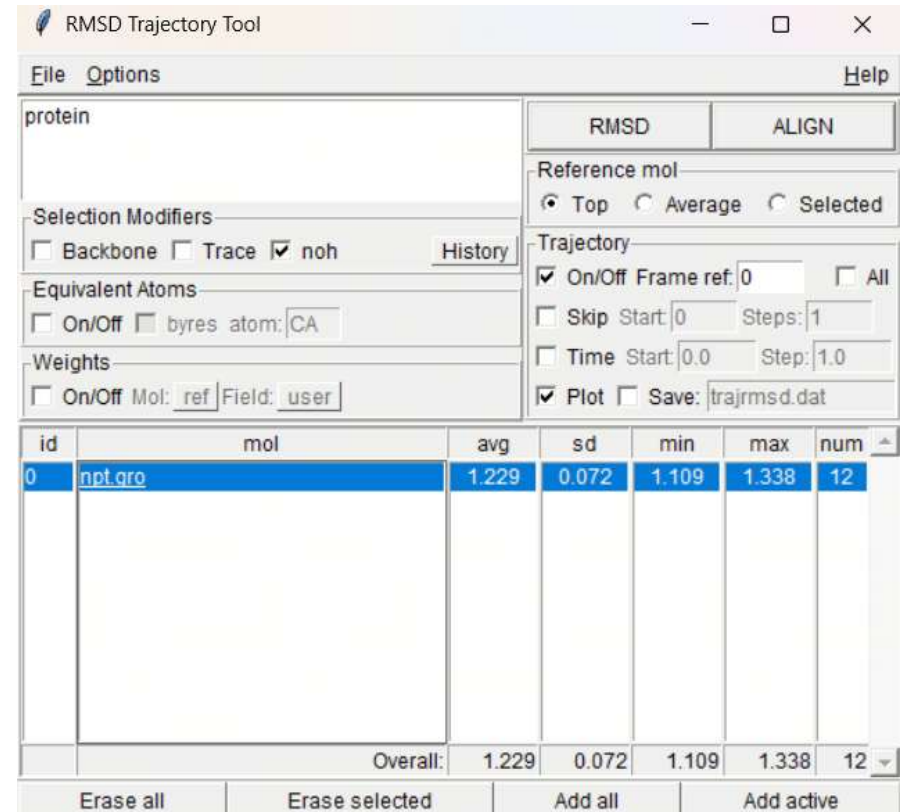 RMSD Trajectory Tool
File Options Help
protein
RMSD ALIGN
Reference mol
Top Average Selected
Selection Modifiers
Backbone Trace noh History
Trajectory
On/Off Frame ref: 0 All
Equivalent Atoms
On/Off byres atom: CA
Skip Start: 0 Steps: 1
Time Start: 0.0 Step: 1.0
Weights
On/Off Mol: ref Field: user
Plot Save: trajrmsd.dat
id mol avg sd min max num
0 npt.gro 1.229 0.072 1.109 1.338 12
Overall: 1.229 0.072 1.109 1.338 12
Erase all Erase selected Add all Add active